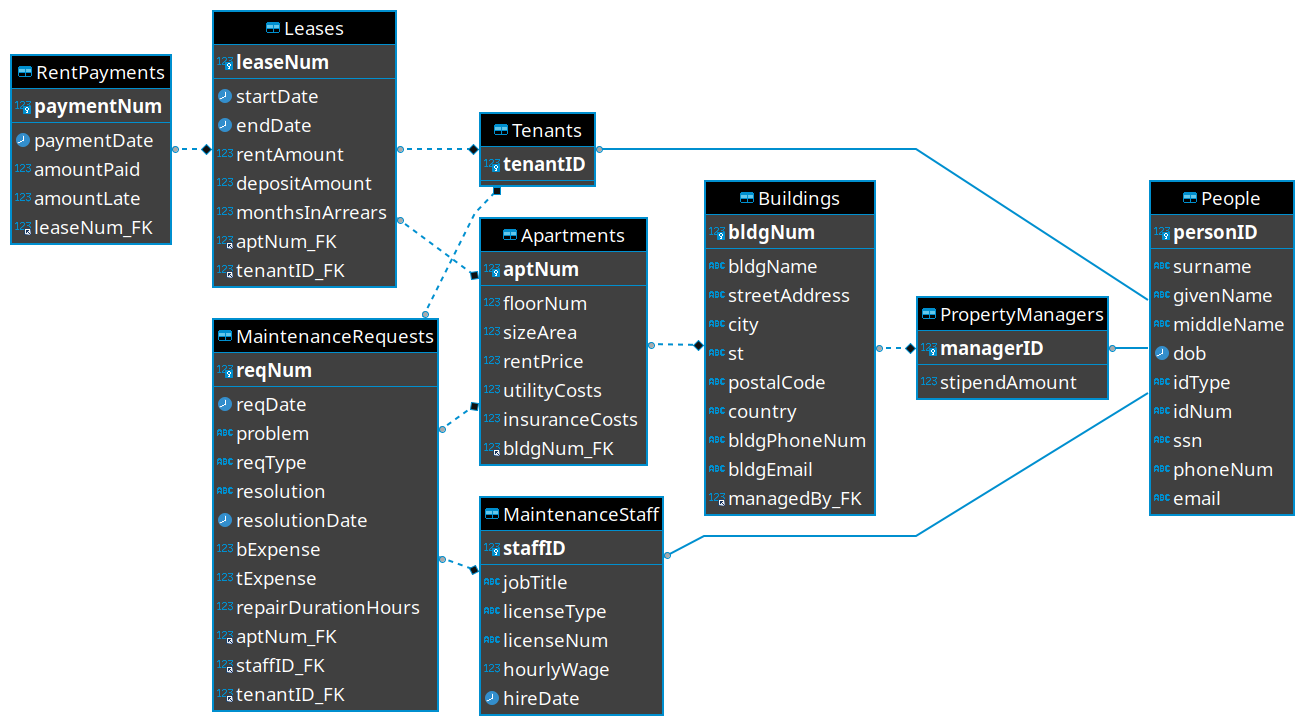 RentPayments
paymentNum
paymentDate
amountPaid
amountLate
leaseNum_FK
Leases
leaseNum
startDate
endDate
rentAmount
depositAmount
monthsInArrears
aptNum_FK
tenantID_FK
MaintenanceRequests
reqNum
reqDate
problem
reqType
resolution
resolutionDate
bExpense
tExpense
repairDurationHours
aptNum_FK
staffID_FK
tenantID_FK
Tenants
tenantID
Apartments
aptNum
floorNum
sizeArea
rentPrice
utilityCosts
insuranceCosts
bldgNum_FK
MaintenanceStaff
staffID
jobTitle
licenseType
licenseNum
hourlyWage
hireDate
Buildings
bldgNum
bldgName
streetAddress
city
st
postalCode
country
bldgPhoneNum
bldgEmail
managedBy_FK
PropertyManagers
managerID
stipendAmount
People
personID
surname
givenName
middleName
dob
idType
idNum
ssn
phoneNum
email